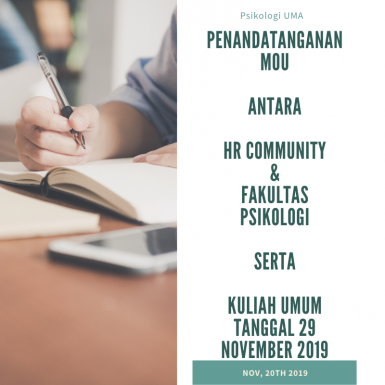 Psikologi UMA
PENANDATANGANAN
MOU
ANTARA
HR COMMUNITY
&
FAKULTAS
PSIKOLOGI
SERTA
KULIAH UMUM
TANGGAL 29
NOVEMBER 2019
NOV, 20TH 2019